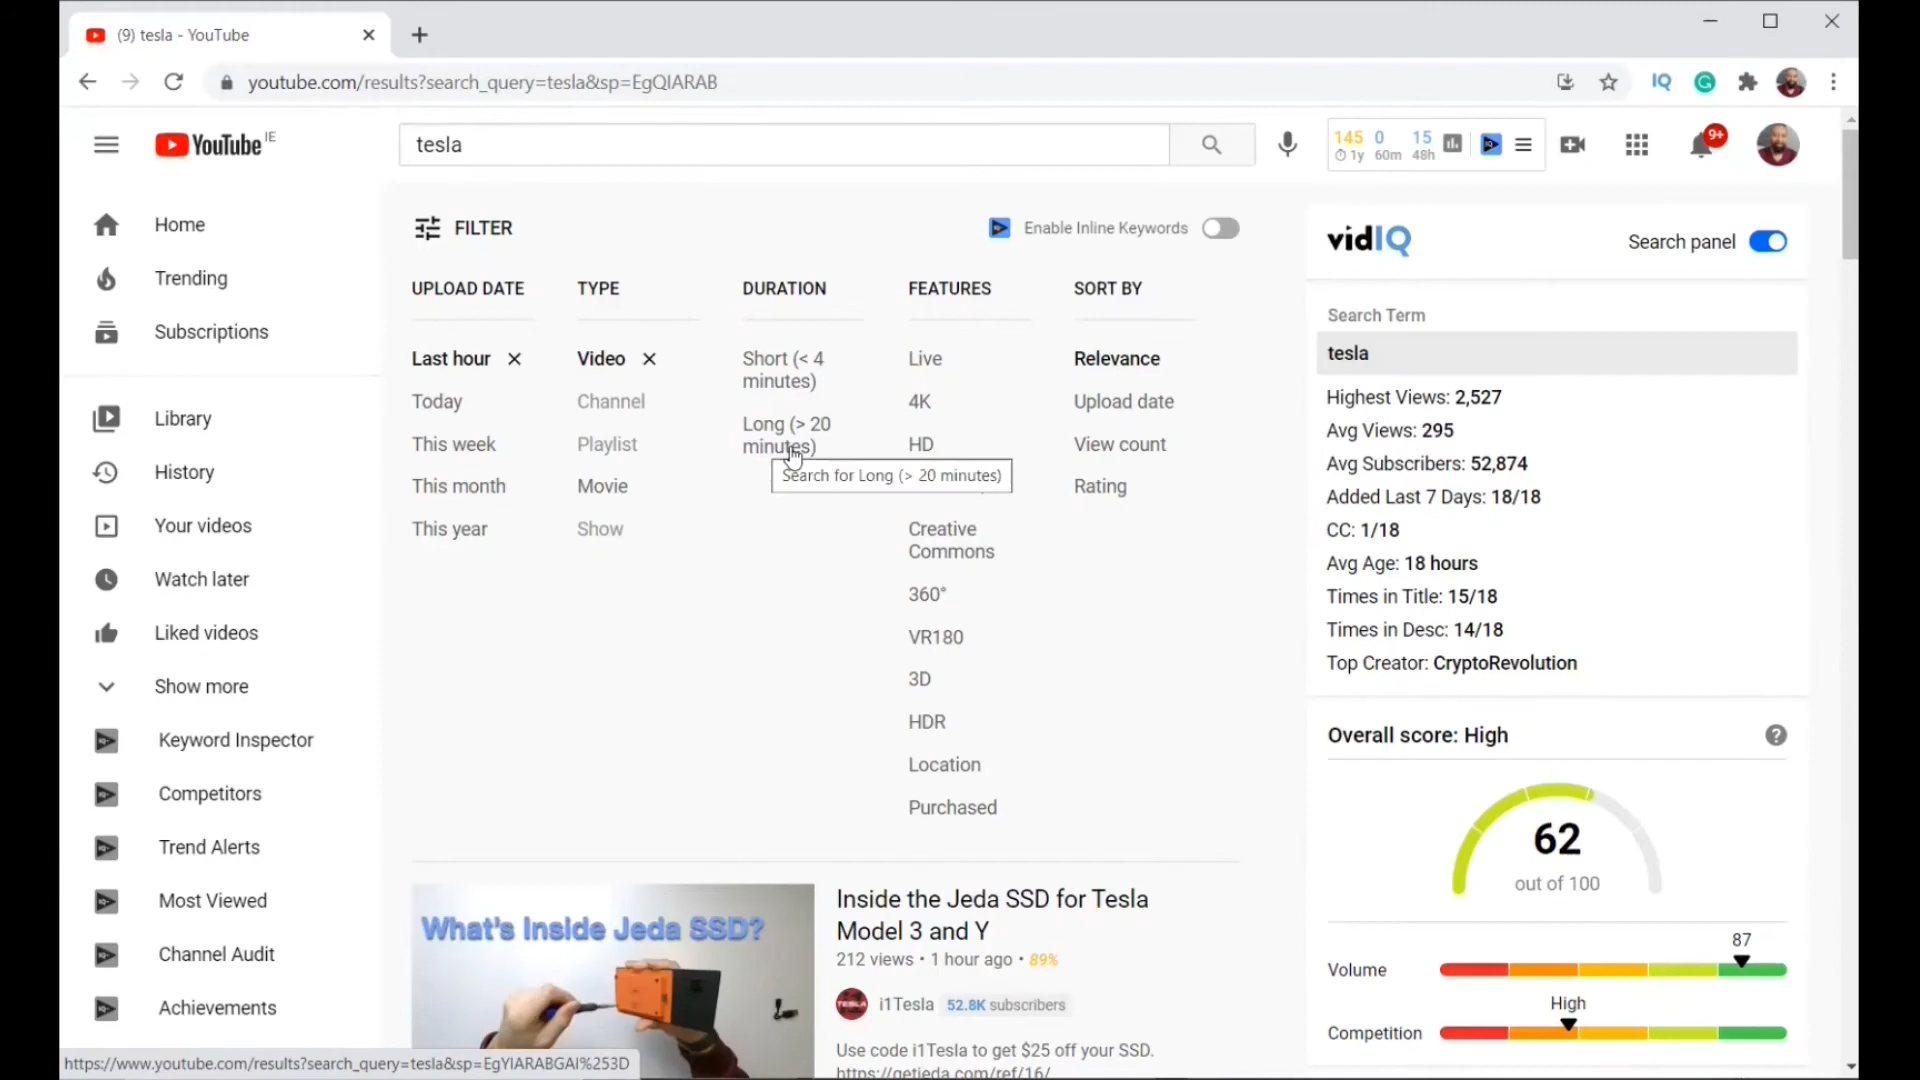 (9) tesla - YouTube
youtube.com/results?search_query=tesla&sp=EgQIARAB
IQ
YouTube IE
tesla
145 0 15
1y 60m 48h
9+
Home
Trending
Subscriptions
Library
History
Your videos
Watch later
Liked videos
Show more
Keyword Inspector
Competitors
Trend Alerts
Most Viewed
Channel Audit
Achievements
FILTER
Enable Inline Keywords
UPLOAD DATE
Last hour
Today
This week
This month
This year
TYPE
Video
Channel
Playlist
Movie
Show
DURATION
Short (< 4
minutes)
Long (> 20
minutes)
Search for Long (> 20 minutes)
FEATURES
Live
4K
HD
Creative
Commons
360°
VR180
3D
HDR
Location
Purchased
SORT BY
Relevance
Upload date
View count
Rating
What's Inside Jeda SSD?
Inside the Jeda SSD for Tesla
Model 3 and Y
212 views • 1 hour ago • 89%
TESLA
i1Tesla 52.8K subscribers
Use code i1Tesla to get $25 off your SSD.
https://getjeda.com/ref/16/
vidIQ
Search panel
Search Term
tesla
Highest Views: 2,527
Avg Views: 295
Avg Subscribers: 52,874
Added Last 7 Days: 18/18
CC: 1/18
Avg Age: 18 hours
Times in Title: 15/18
Times in Desc: 14/18
Top Creator: CryptoRevolution
Overall score: High
62
out of 100
87
Volume
High
Competition
https://www.youtube.com/results?search_query=tesla&sp=EgYIARABGAI%253D